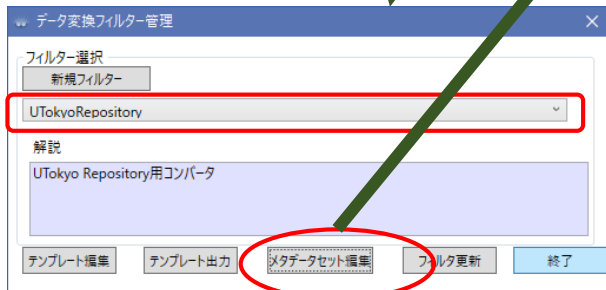 データ変換フィルター管理
フィルター選択
新規フィルター
UTokyoRepository
解説
UTokyo Repository用コンバータ
テンプレート編集 テンプレート出力 メタデータセット編集 フィルタ更新 終了